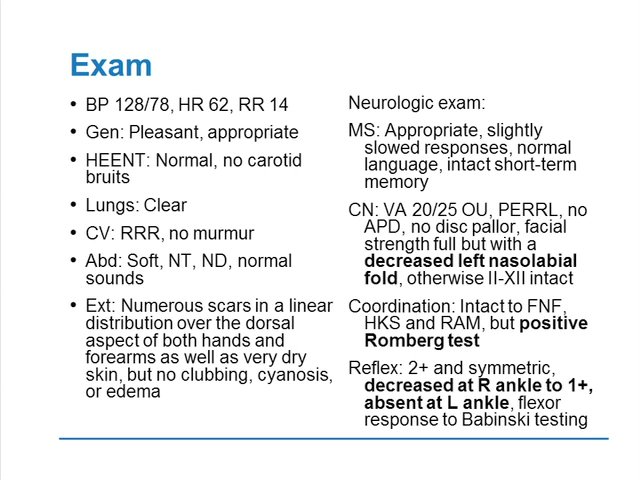 Exam
• BP 128/78, HR 62, RR 14
• Gen: Pleasant, appropriate
• HEENT: Normal, no carotid
bruits
• Lungs: Clear
• CV: RRR, no murmur
• Abd: Soft, NT, ND, normal
sounds
• Ext: Numerous scars in a linear
distribution over the dorsal
aspect of both hands and
forearms as well as very dry
skin, but no clubbing, cyanosis,
or edema
Neurologic exam:
MS: Appropriate, slightly
slowed responses, normal
language, intact short-term
memory
CN: VA 20/25 OU, PERRL, no
APD, no disc pallor, facial
strength full but with a
decreased left nasolabial
fold, otherwise II-XII intact
Coordination: Intact to FNF,
HKS and RAM, but positive
Romberg test
Reflex: 2+ and symmetric,
decreased at R ankle to 1+,
absent at L ankle, flexor
response to Babinski testing